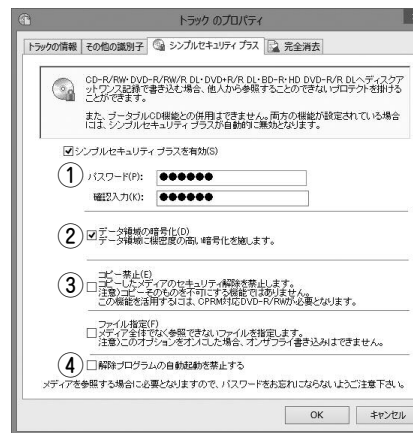 トラック のプロパティ
トラックの情報 その他の識別子 シンプルセキュリティ プラス 完全消去
CD-R/RW・DVD-R/RW/R DL・DVD+R/R DL・BD-R・HD DVD-R/R DLへディスクア
ットワンス記録で書き込む場合、他人から参照することのできないプロテクトを掛ける
ことができます。
また、ブータブルCD機能との併用はできません。両方の機能が設定されている場合
には、シンプルセキュリティ プラスが自動的に無効となります。
シンプルセキュリティ プラスを有効(S)
① パスワード(P): ●●●●●●
確認入力(K): ●●●●●●
② データ領域の暗号化(D)
データ領域に機密度の高い暗号化を施します。
コピー禁止(E)
③ コピーしたメディアのセキュリティ解除を禁止します。
注意)コピーそのものを不可にする機能ではありません。
この機能を活用するには、CPRM対応DVD-R/RWが必要となります。
ファイル指定(F)
メディア全体でなく参照できないファイルを指定します。
注意)このオプションをオンにした場合、オンザフライ書き込みはできません。
④ 解除プログラムの自動起動を禁止する
メディアを参照する場合に必要となりますので、パスワードをお忘れにならないようご注意下さい。
OK キャンセル